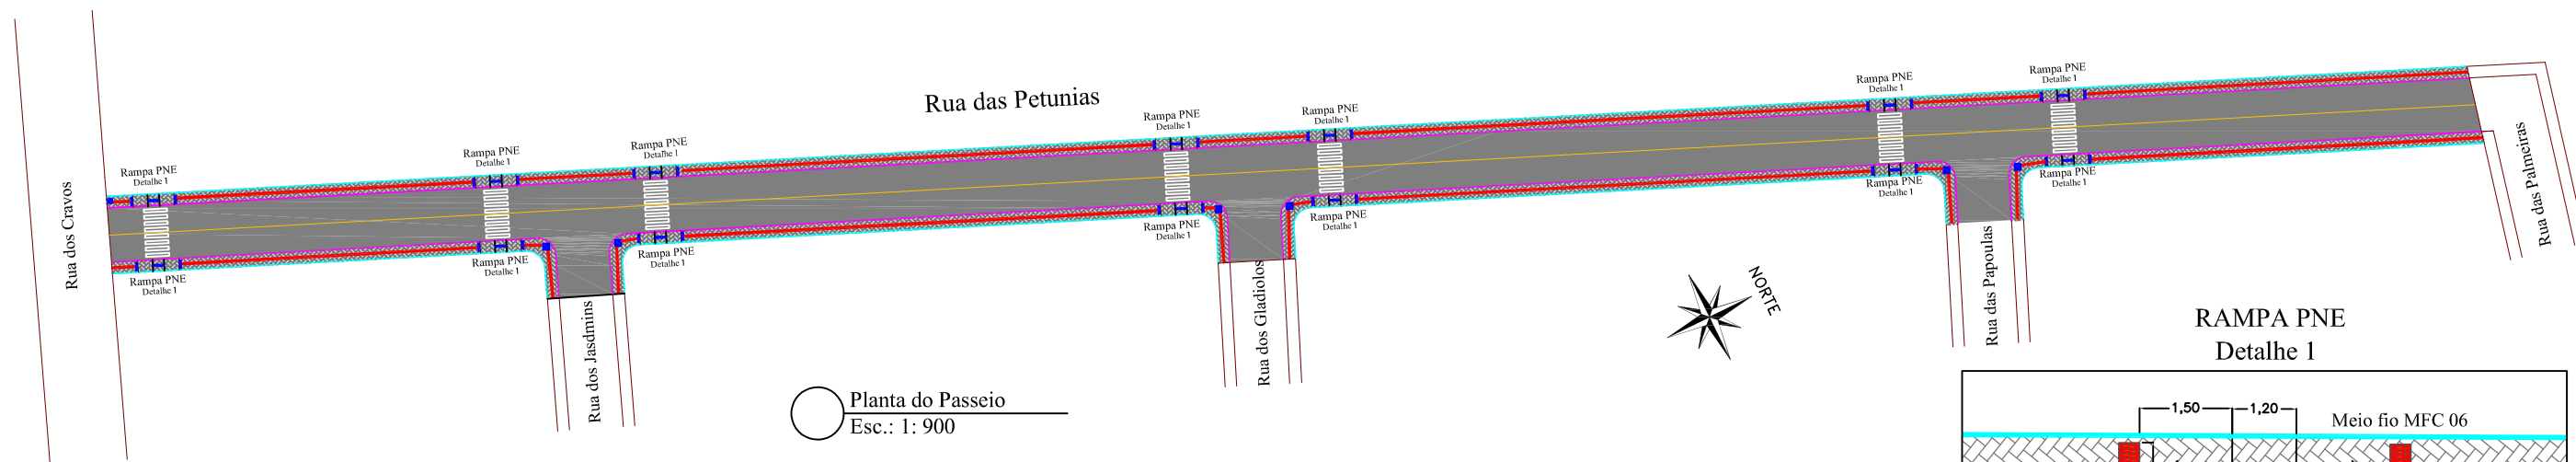 Rua dos Cravos
Rampa PNE
Detalhe 1
Rampa PNE
Detalhe 1
Rampa PNE
Detalhe 1
Rua das Petunias
Rampa PNE
Detalhe 1
Rampa PNE
Detalhe 1
Rampa PNE
Detalhe 1
Rampa PNE
Detalhe 1
Rua das Palmeiras
Rampa PNE
Detalhe 1
Rampa PNE
Detalhe 1
Rampa PNE
Detalhe 1
Rampa PNE
Detalhe 1
Rampa PNE
Detalhe 1
Rampa PNE
Detalhe 1
Rampa PNE
Detalhe 1
Rua dos Jasdmins
Rua dos Gladiolos
Rua das Papoulas
NORTE
Planta do Passeio
Esc.: 1: 900
RAMPA PNE
Detalhe 1
1,50
1,20
Meio fio MFC 06